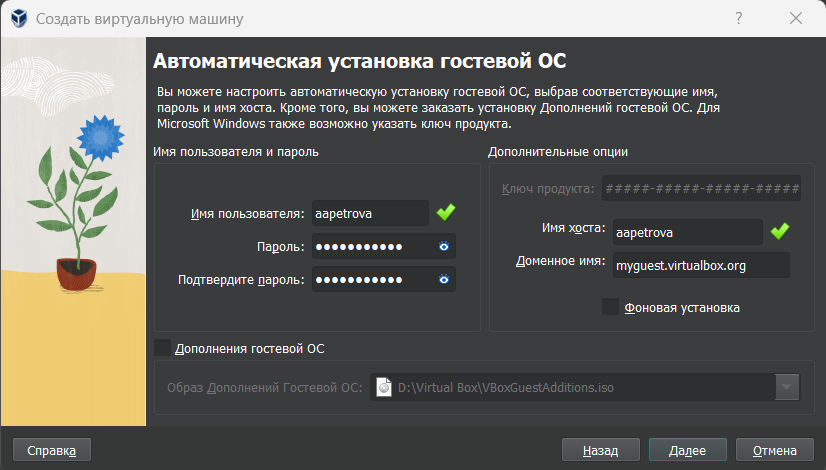 Создать виртуальную машину
?
Автоматическая установка гостевой ОС
Вы можете настроить автоматическую установку гостевой ОС, выбрав соответствующие имя,
пароль и имя хоста. Кроме того, вы можете заказать установку Дополнений гостевой ОС. Для
Microsoft Windows также возможно указать ключ продукта.
Имя пользователя и пароль
Имя пользователя: aapetrova
Пароль: ●●●●●●●●●●●
Подтвердите пароль: ●●●●●●●●●●●
Дополнительные опции
Ключ продукта: #####-#####-#####-#####
Имя хоста: aapetrova
Доменное имя: myguest.virtualbox.org
Фоновая установка
Дополнения гостевой ОС
Образ Дополнений Гостевой ОС: D:\Virtual Box\VBoxGuestAdditions.iso
Справка
Назад
Далее
Отмена